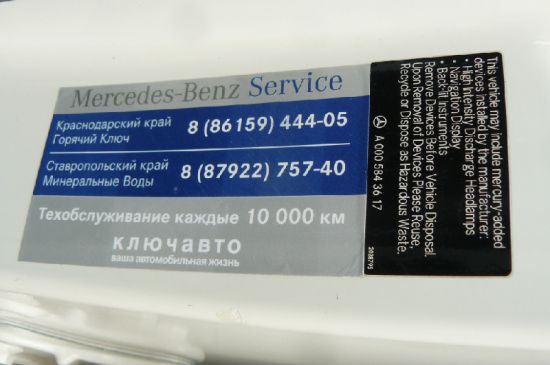 Mercedes-Benz Service
Краснодарский край
Горячий Ключ
8 (86159) 444-05
Ставропольский край
Минеральные Воды
8 (87922) 757-40
Техобслуживание каждые 10 000 км
КЛЮЧАВТО
ваша автомобильная жизнь
This vehicle may include mercury-added
devices installed by the manufacturer:
• High Intensity Discharge Headlamps
• Navigation Display
• Back-lit Instruments
Remove Devices Before Vehicle Disposal.
Upon Removal of Devices Please Reuse,
Recycle or Dispose as Hazardous Waste.
A 000 584 36 17